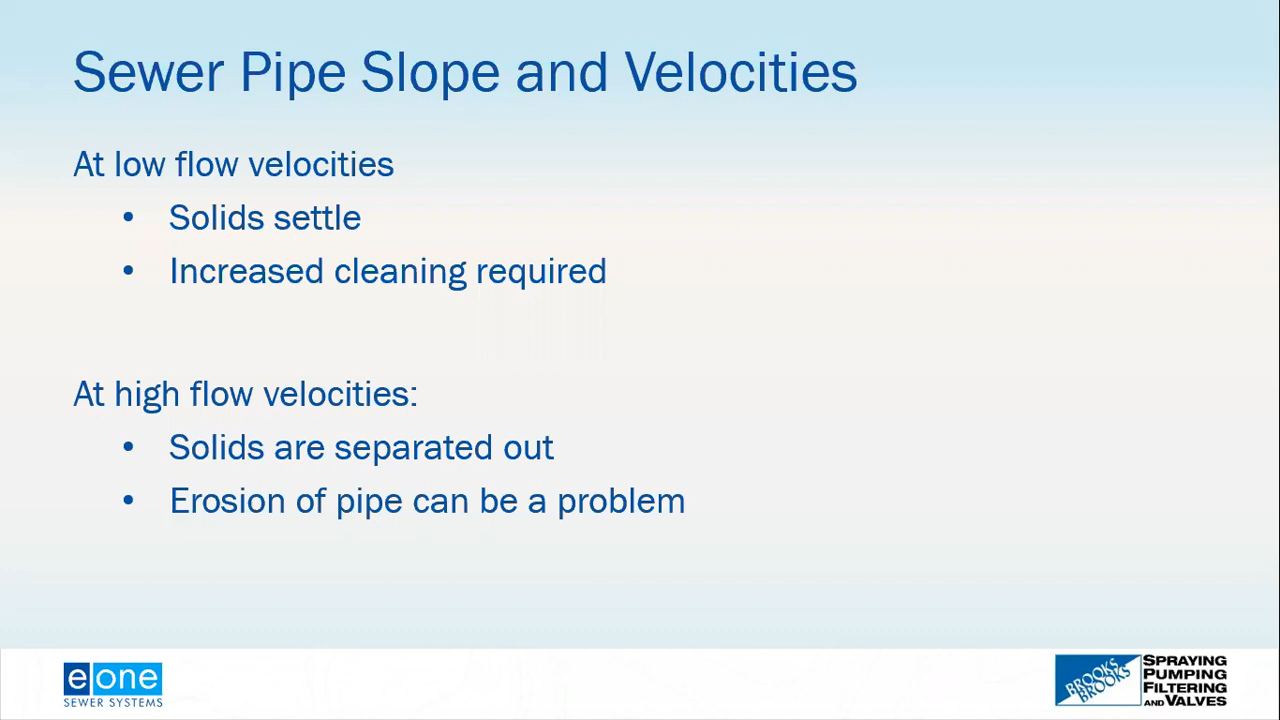 Sewer Pipe Slope and Velocities
At low flow velocities
• Solids settle
• Increased cleaning required
At high flow velocities:
• Solids are separated out
• Erosion of pipe can be a problem
eone
SEWER SYSTEMS
BROOKS
BROOKS
SPRAYING
PUMPING
FILTERING
AND VALVES